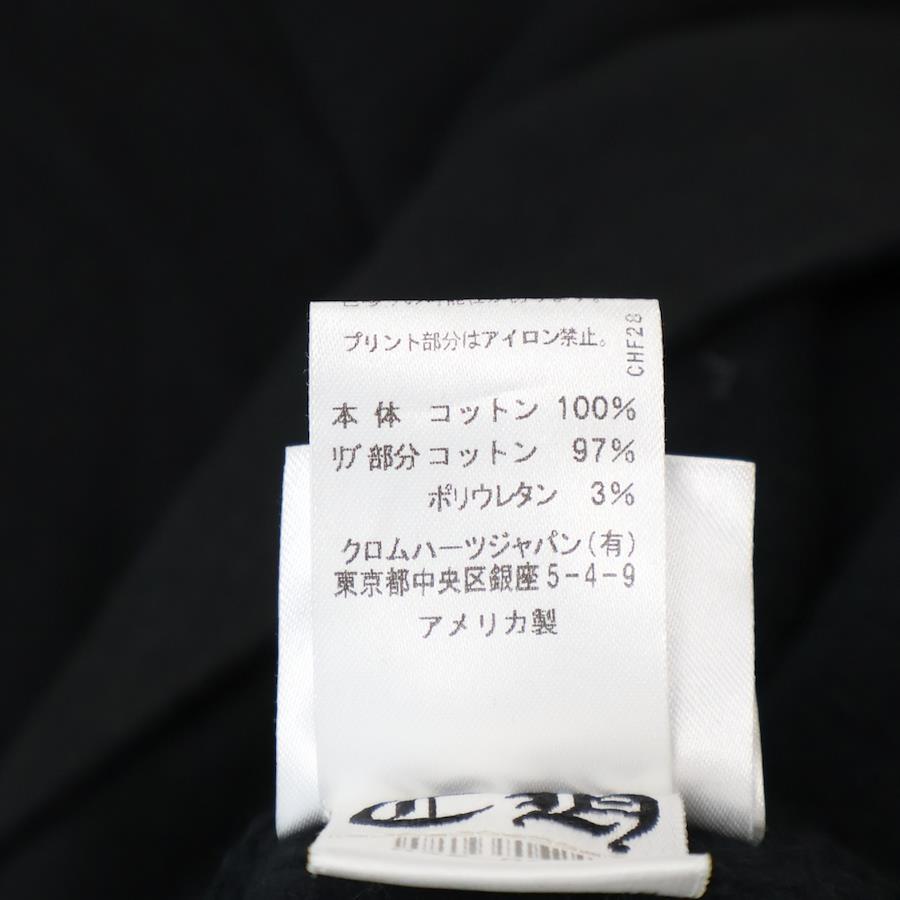 プリント部分はアイロン禁止。
CHF28
本体 コットン 100%
リブ部分 コットン 97%
ポリウレタン 3%
クロムハーツジャパン(有)
東京都中央区銀座5-4-9
アメリカ製